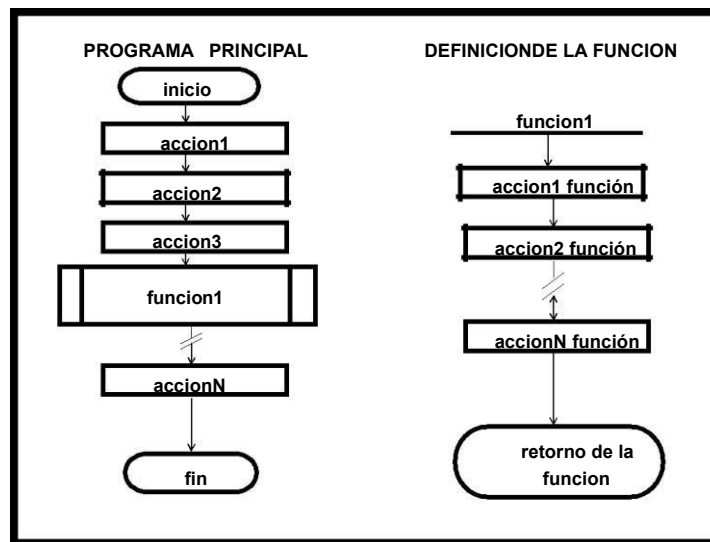 PROGRAMA PRINCIPAL
inicio
accion1
accion2
accion3
funcion1
accionN
fin
DEFINICIONDE LA FUNCION
funcion1
accion1 función
accion2 función
accionN función
retorno de la
funcion